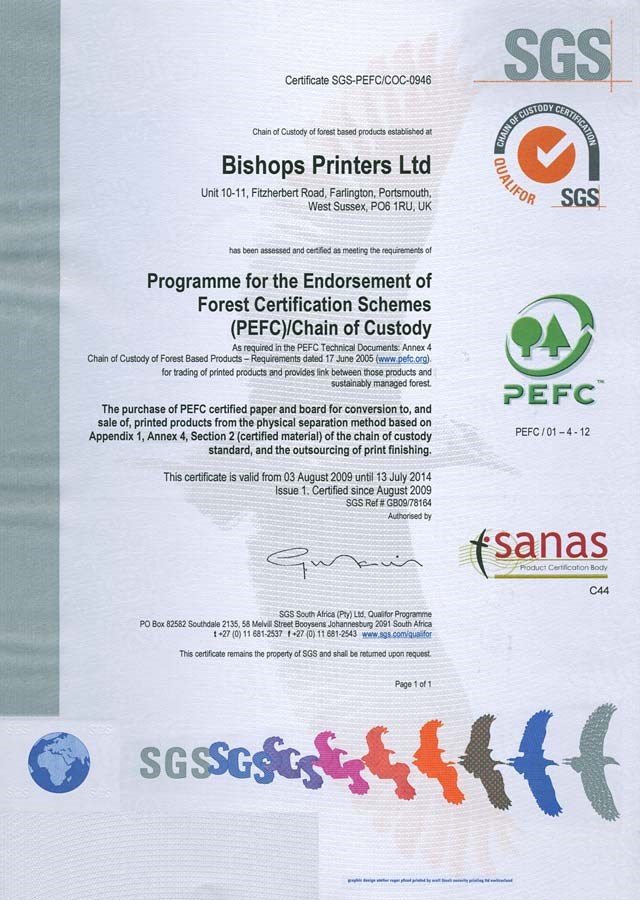 SGS
Certificate SGS-PEFC/COC-0946
CHAIN OF CUSTODY CERTIFICATION
QUALIFOR
SGS
Chain of Custody of forest based products established at
Bishops Printers Ltd
Unit 10-11, Fitzherbert Road, Farlington, Portsmouth,
West Sussex, PO6 1RU, UK
has been assessed and certified as meeting the requirements of
Programme for the Endorsement of
Forest Certification Schemes
(PEFC)/Chain of Custody
As required in the PEFC Technical Documents: Annex 4
Chain of Custody of Forest Based Products – Requirements dated 17 June 2005 (www.pefc.org).
for trading of printed products and provides link between those products and
sustainably managed forest.
PEFC™
PEFC / 01 – 4 - 12
The purchase of PEFC certified paper and board for conversion to, and
sale of, printed products from the physical separation method based on
Appendix 1, Annex 4, Section 2 (certified material) of the chain of custody
standard, and the outsourcing of print finishing.
This certificate is valid from 03 August 2009 until 13 July 2014
Issue 1. Certified since August 2009
SGS Ref # GB09/78164
Authorised by
sanas
Product Certification Body
C44
SGS South Africa (Pty) Ltd, Qualifor Programme
PO Box 82582 Southdale 2135, 58 Melvill Street Booysens Johannesburg 2091 South Africa
t +27 (0) 11 681-2537 f +27 (0) 11 681-2543 www.sgs.com/qualifor
This certificate remains the property of SGS and shall be returned upon request.
Page 1 of 1
SGSSGSSGSSGS